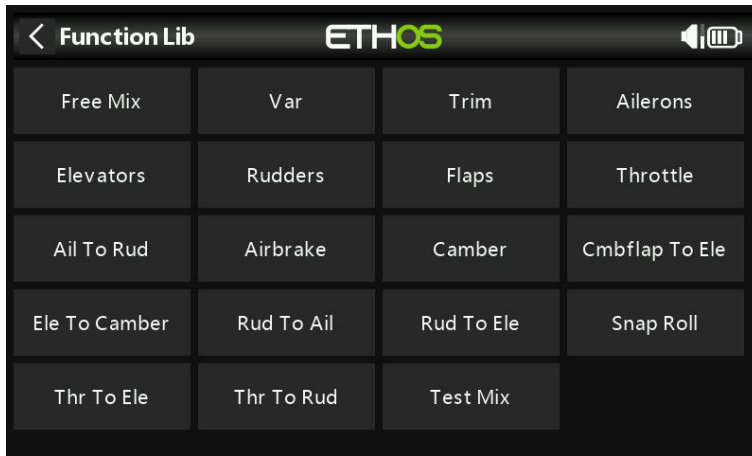 Function Lib
ETHOS
Free Mix
Var
Trim
Ailerons
Elevators
Rudders
Flaps
Throttle
Ail To Rud
Airbrake
Camber
Cmbflap To Ele
Ele To Camber
Rud To Ail
Rud To Ele
Snap Roll
Thr To Ele
Thr To Rud
Test Mix